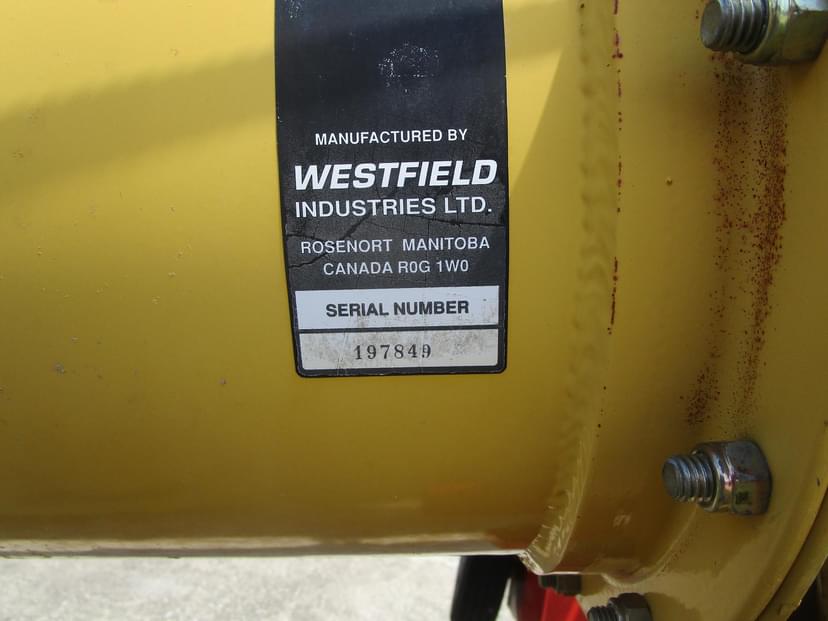 MANUFACTURED BY
WESTFIELD
INDUSTRIES LTD.
ROSENORT MANITOBA
CANADA R0G 1W0
SERIAL NUMBER
197849